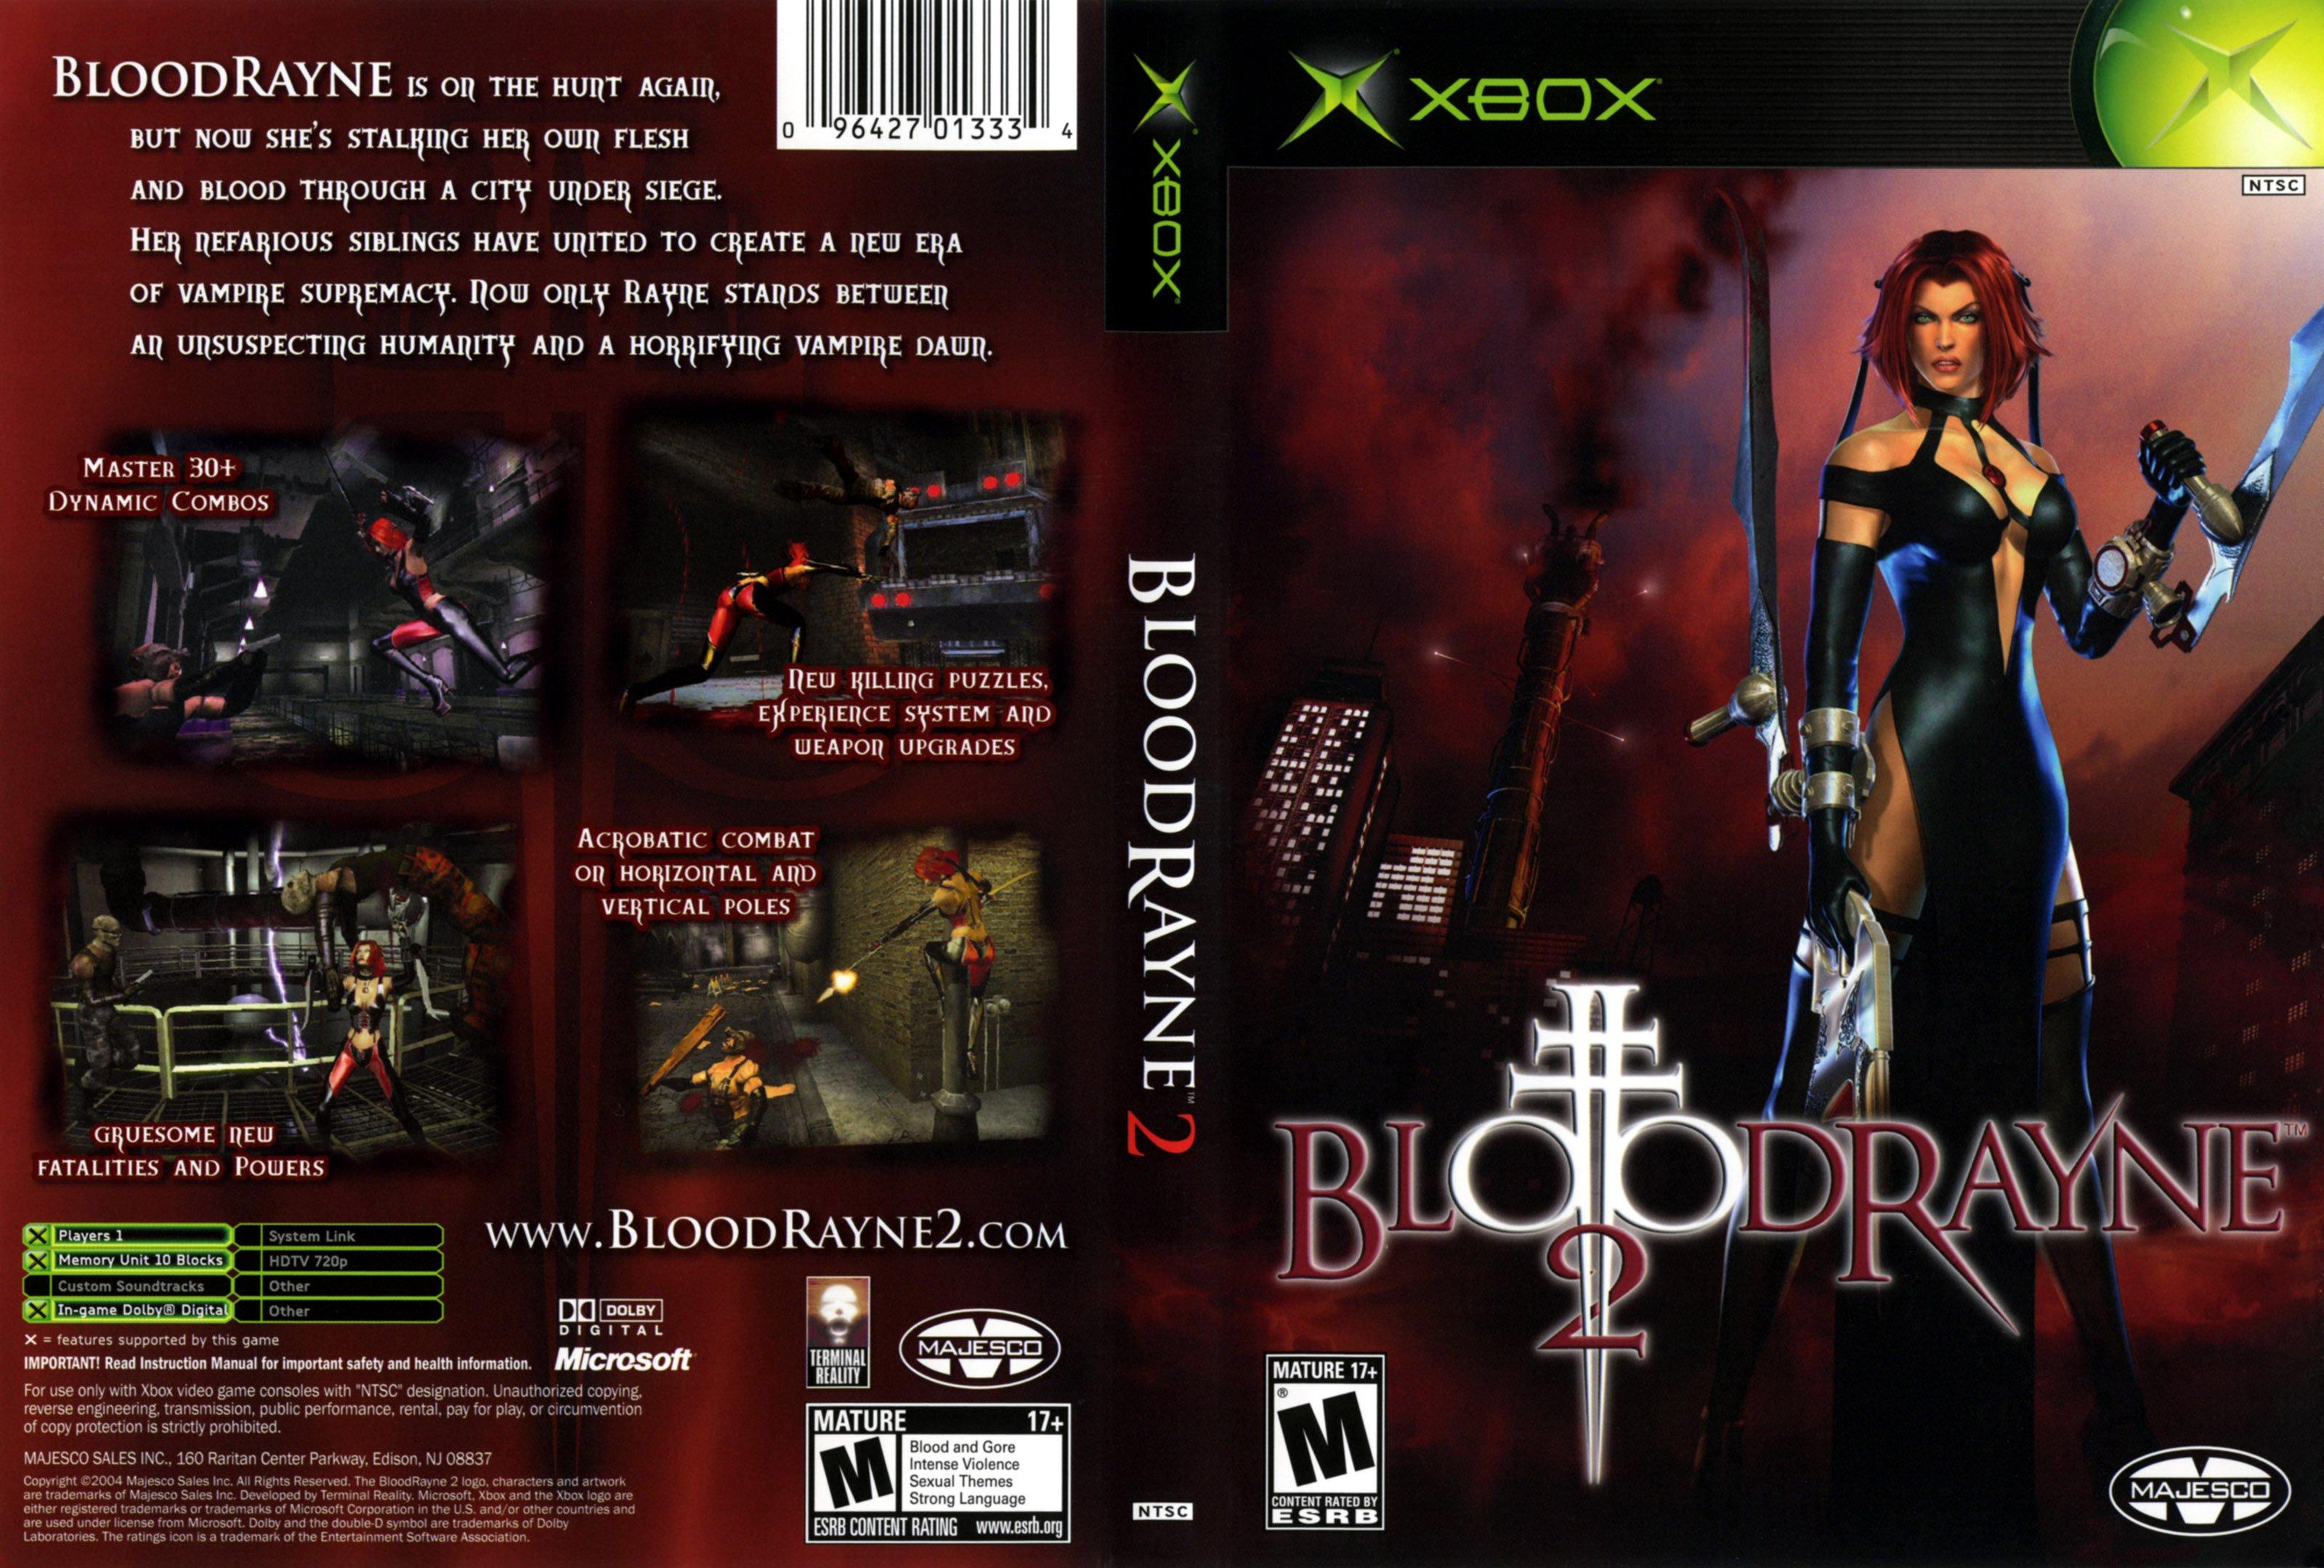 BLOODRAYNE IS ON THE HUNT AGAIN,
BUT NOW SHE'S STALKING HER OWN FLESH
AND BLOOD THROUGH A CITY UNDER SIEGE.
HER NEFARIOUS SIBLINGS HAVE UNITED TO CREATE A NEW ERA
OF VAMPIRE SUPREMACY. NOW ONLY RAYNE STANDS BETWEEN
AN UNSUSPECTING HUMANITY AND A HORRIFYING VAMPIRE DAWN.
0 96427 01333 4
MASTER 30+
DYNAMIC COMBOS
NEW KILLING PUZZLES,
EXPERIENCE SYSTEM AND
WEAPON UPGRADES
GRUESOME NEW
FATALITIES AND POWERS
ACROBATIC COMBAT
ON HORIZONTAL AND
VERTICAL POLES
WWW.BLOODRAYNE2.COM
Players 1
System Link
Memory Unit 10 Blocks
HDTV 720p
Custom Soundtracks
Other
In-game Dolby® Digital
Other
X = features supported by this game
IMPORTANT! Read Instruction Manual for important safety and health information.
For use only with Xbox video game consoles with "NTSC" designation. Unauthorized copying,
reverse engineering, transmission, public performance, rental, pay for play, or circumvention
of copy protection is strictly prohibited.
MAJESCO SALES INC., 160 Raritan Center Parkway, Edison, NJ 08837
Copyright ©2004 Majesco Sales Inc. All Rights Reserved. The BloodRayne 2 logo, characters and artwork
are trademarks of Majesco Sales Inc. Developed by Terminal Reality. Microsoft, Xbox and the Xbox logo are
either registered trademarks or trademarks of Microsoft Corporation in the U.S. and/or other countries and
are used under license from Microsoft. Dolby and the double-D symbol are trademarks of Dolby
Laboratories. The ratings icon is a trademark of the Entertainment Software Association.
DOLBY
DIGITAL
Microsoft
TERMINAL
REALITY
MAJESCO
MATURE 17+
M
Blood and Gore
Intense Violence
Sexual Themes
Strong Language
ESRB CONTENT RATING www.esrb.org
XBOX
BLOODRAYNE™ 2
NTSC
XBOX
NTSC
BLOODRAYNE™
2
MATURE 17+
M®
CONTENT RATED BY
ESRB
MAJESCO